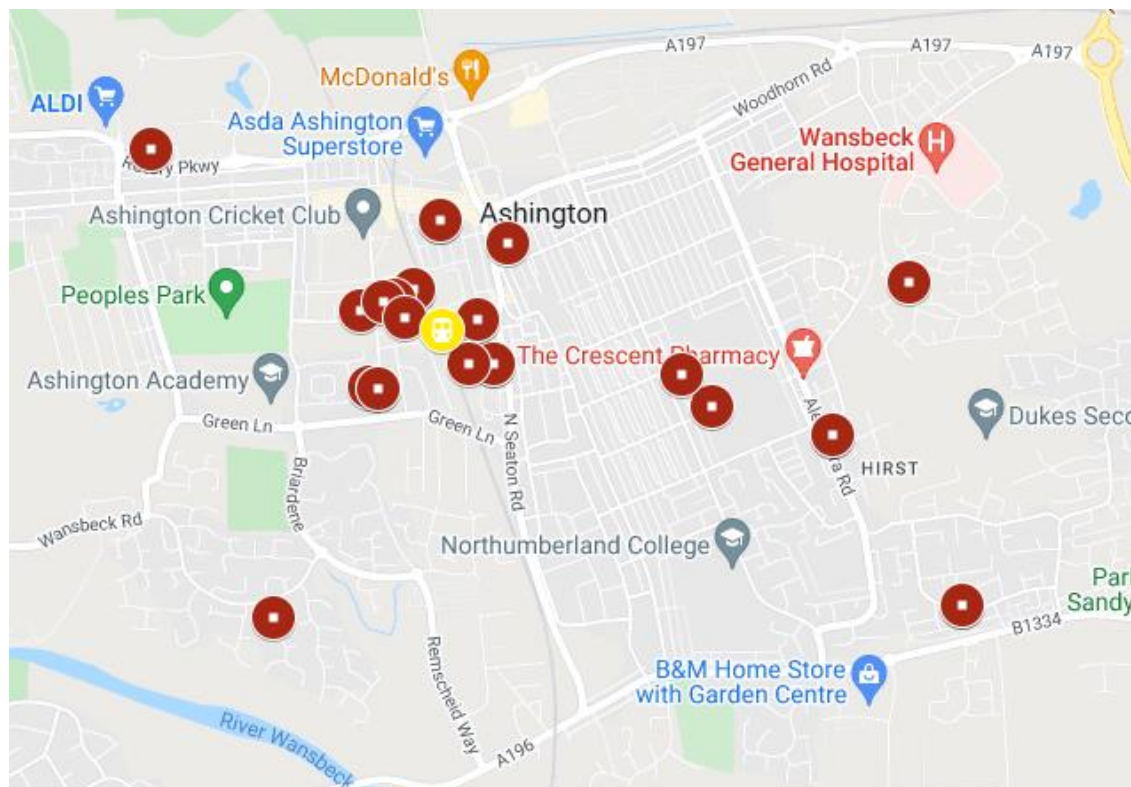 A197
A197
A197
McDonald's
Woodhorn Rd
ALDI
Asda Ashington
Superstore
Wansbeck
General Hospital
Pkwy
Ashington Cricket Club
Ashington
Peoples Park
The Crescent Pharmacy
Ashington Academy
Green Ln
Green Ln
N Seaton Rd
Dukes Sec
HIRST
Briardene
Wansbeck Rd
Northumberland College
Par
Sandy
B1334
Remscheid Way
B&M Home Store
with Garden Centre
River Wansbeck
A196